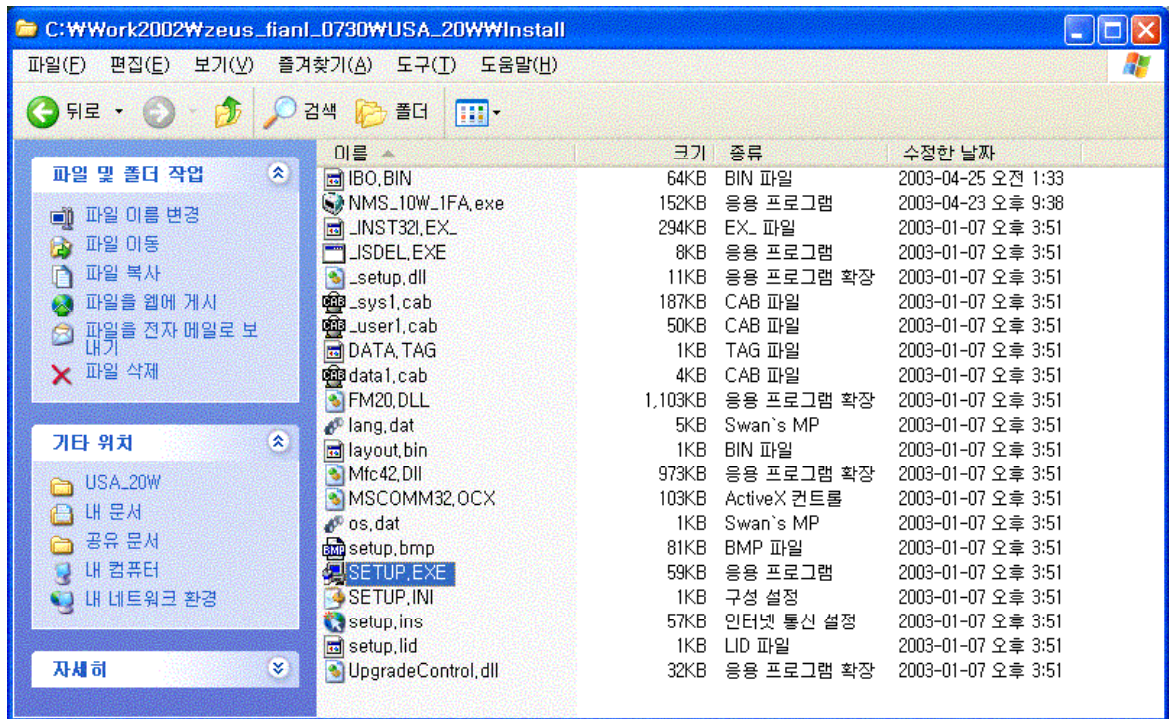 C:\Work2002\zeus_fianl_0730\USA_20W\Install
파일(F) 편집(E) 보기(V) 즐겨찾기(A) 도구(T) 도움말(H)
뒤로 검색 폴더
파일 및 폴더 작업
파일 이름 변경
파일 이동
파일 복사
파일을 웹에 게시
파일을 전자 메일로 보
내기
파일 삭제
기타 위치
USA_20W
내 문서
공유 문서
내 컴퓨터
내 네트워크 환경
자세히
이름 크기 종류 수정한 날짜
IBO.BIN 64KB BIN 파일 2003-04-25 오전 1:33
NMS_10W_1FA.exe 152KB 응용 프로그램 2003-04-23 오후 9:38
_INST32I.EX_ 294KB EX_ 파일 2003-01-07 오후 3:51
_ISDEL.EXE 8KB 응용 프로그램 2003-01-07 오후 3:51
_setup.dll 11KB 응용 프로그램 확장 2003-01-07 오후 3:51
_sys1.cab 187KB CAB 파일 2003-01-07 오후 3:51
_user1.cab 50KB CAB 파일 2003-01-07 오후 3:51
DATA.TAG 1KB TAG 파일 2003-01-07 오후 3:51
data1.cab 4KB CAB 파일 2003-01-07 오후 3:51
FM20.DLL 1,103KB 응용 프로그램 확장 2003-01-07 오후 3:51
lang.dat 5KB Swan`s MP 2003-01-07 오후 3:51
layout.bin 1KB BIN 파일 2003-01-07 오후 3:51
Mfc42.Dll 973KB 응용 프로그램 확장 2003-01-07 오후 3:51
MSCOMM32.OCX 103KB ActiveX 컨트롤 2003-01-07 오후 3:51
os.dat 1KB Swan`s MP 2003-01-07 오후 3:51
setup.bmp 81KB BMP 파일 2003-01-07 오후 3:51
SETUP.EXE 59KB 응용 프로그램 2003-01-07 오후 3:51
SETUP.INI 1KB 구성 설정 2003-01-07 오후 3:51
setup.ins 57KB 인터넷 통신 설정 2003-01-07 오후 3:51
setup.lid 1KB LID 파일 2003-01-07 오후 3:51
UpgradeControl.dll 32KB 응용 프로그램 확장 2003-01-07 오후 3:51